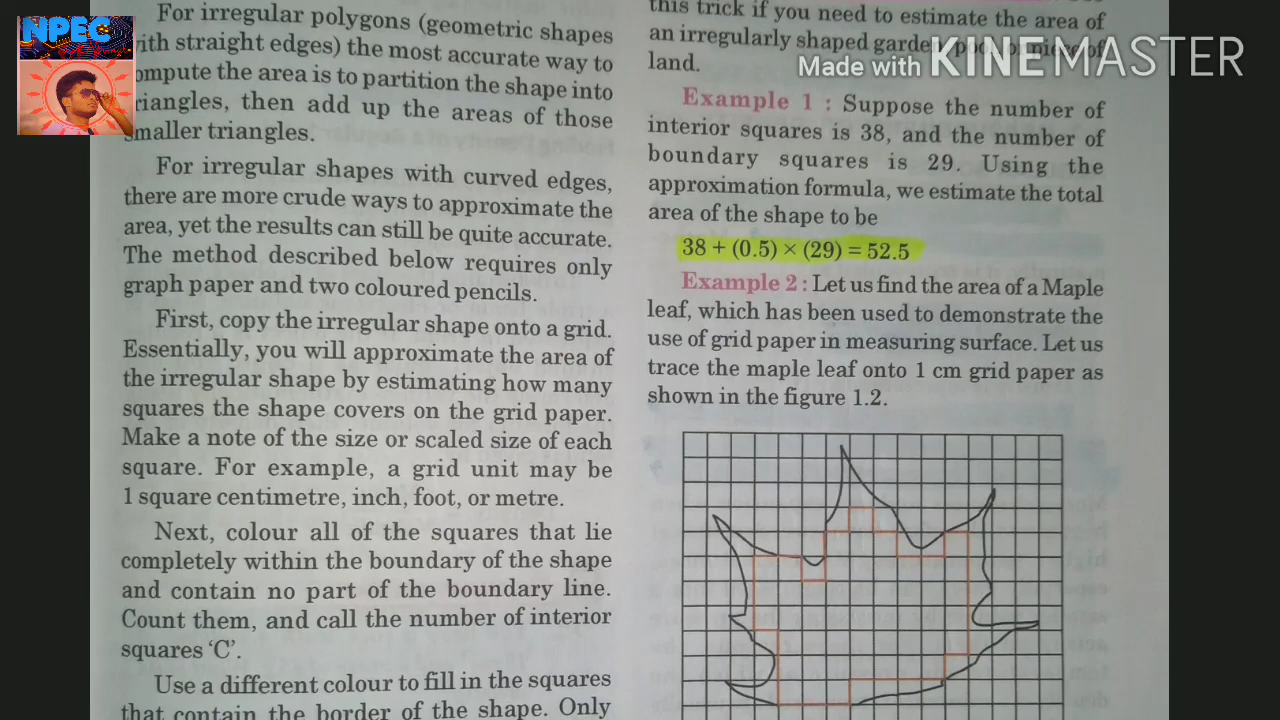 NPEC
Made with KINEMASTER
For irregular polygons (geometric shapes
with straight edges) the most accurate way to
compute the area is to partition the shape into
triangles, then add up the areas of those
smaller triangles.
For irregular shapes with curved edges,
there are more crude ways to approximate the
area, yet the results can still be quite accurate.
The method described below requires only
graph paper and two coloured pencils.
First, copy the irregular shape onto a grid.
Essentially, you will approximate the area of
the irregular shape by estimating how many
squares the shape covers on the grid paper.
Make a note of the size or scaled size of each
square. For example, a grid unit may be
1 square centimetre, inch, foot, or metre.
Next, colour all of the squares that lie
completely within the boundary of the shape
and contain no part of the boundary line.
Count them, and call the number of interior
squares ‘C’.
Use a different colour to fill in the squares
that contain the border of the shape. Only
this trick if you need to estimate the area of
an irregularly shaped garden, pool of
land.
Example 1 : Suppose the number of
interior squares is 38, and the number of
boundary squares is 29. Using the
approximation formula, we estimate the total
area of the shape to be
38 + (0.5) × (29) = 52.5
Example 2 : Let us find the area of a Maple
leaf, which has been used to demonstrate the
use of grid paper in measuring surface. Let us
trace the maple leaf onto 1 cm grid paper as
shown in the figure 1.2.